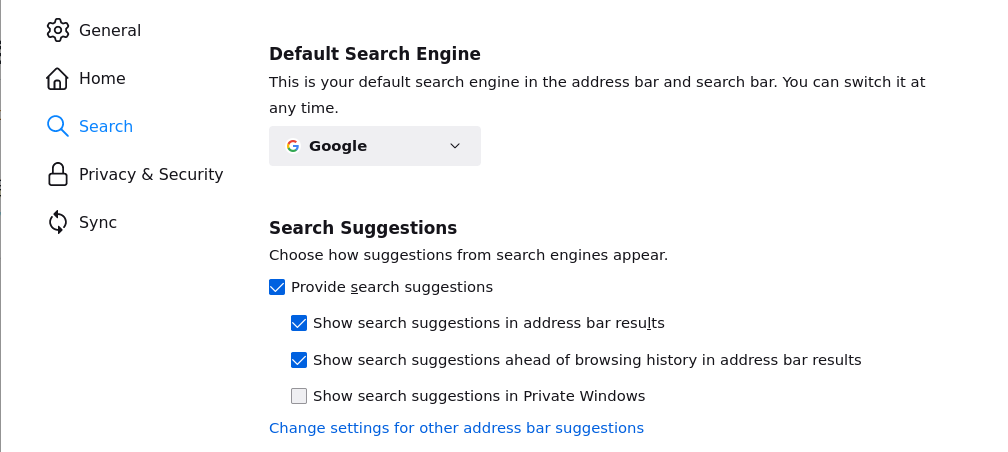 General
Home
Search
Privacy & Security
Sync
Default Search Engine
This is your default search engine in the address bar and search bar. You can switch it at
any time.
Google
Search Suggestions
Choose how suggestions from search engines appear.
Provide search suggestions
Show search suggestions in address bar results
Show search suggestions ahead of browsing history in address bar results
Show search suggestions in Private Windows
Change settings for other address bar suggestions